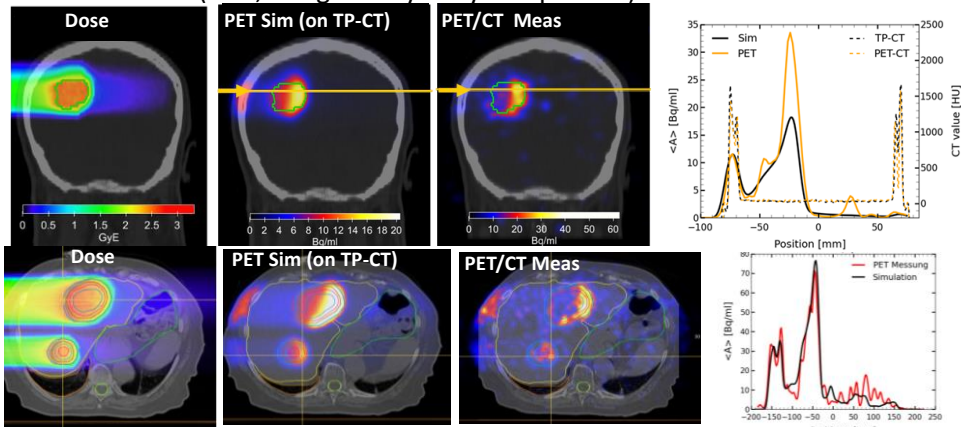 Dose
PET Sim (on TP-CT)
PET/CT Meas
0 0.5 1 1.5 2 2.5 3
GyE
0 2 4 6 8 10 12 14 16 18 20
Bq/ml
0 10 20 30 40 50 60
Bq/ml
Sim
PET
TP-CT
PET-CT
<A> [Bq/ml]
35
30
25
20
15
10
5
0
CT value [HU]
2500
2000
1500
1000
500
0
−100 −50 0 50
Position [mm]
Dose
PET Sim (on TP-CT)
PET/CT Meas
PET Messung
Simulation
<A> [Bq/ml]
80
70
60
50
40
30
20
10
0
−200 −150 −100 −50 0 50 100 150 200 250